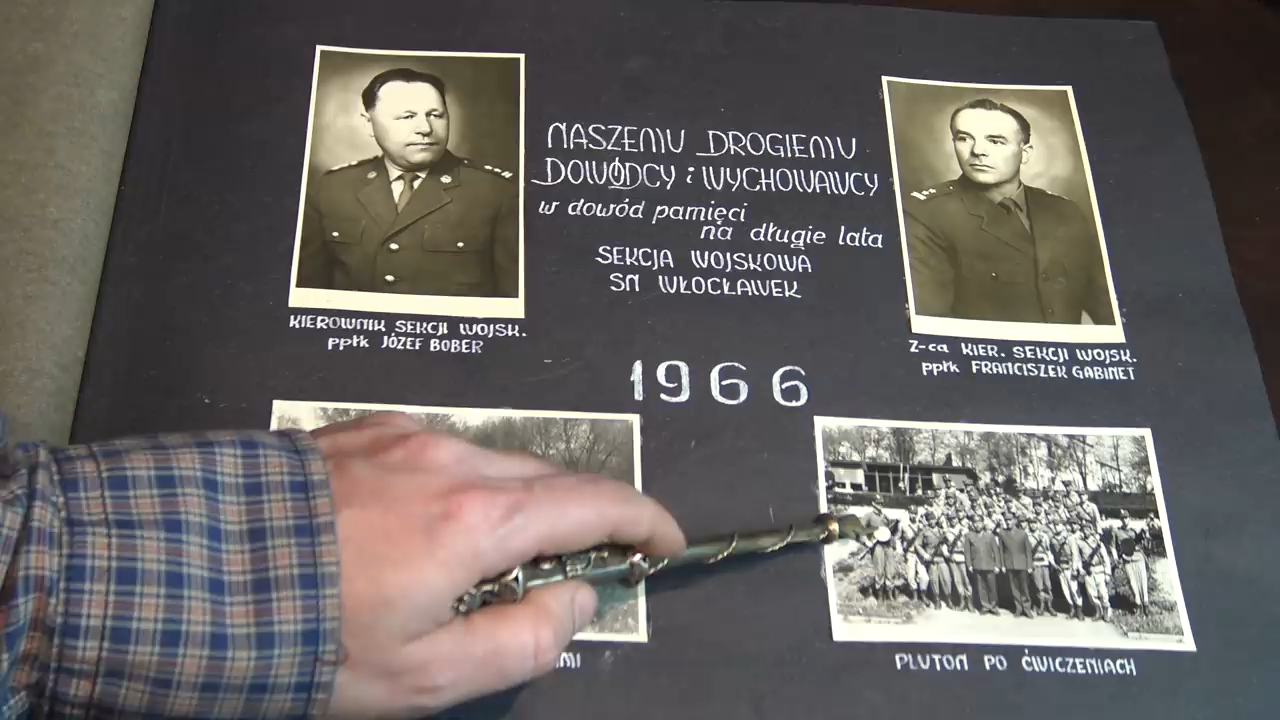 NASZEMU DROGIEMU
DOWÓDCY i WYCHOWAWCY
w dowód pamięci
na długie lata
SEKCJA WOJSKOWA
SN WŁOCŁAWEK
KIEROWNIK SEKCJI WOJSK.
ppłk JÓZEF BOBER
Z-ca KIER. SEKCJI WOJSK.
ppłk FRANCISZEK GABINET
1966
PLUTON PO ĆWICZENIACH